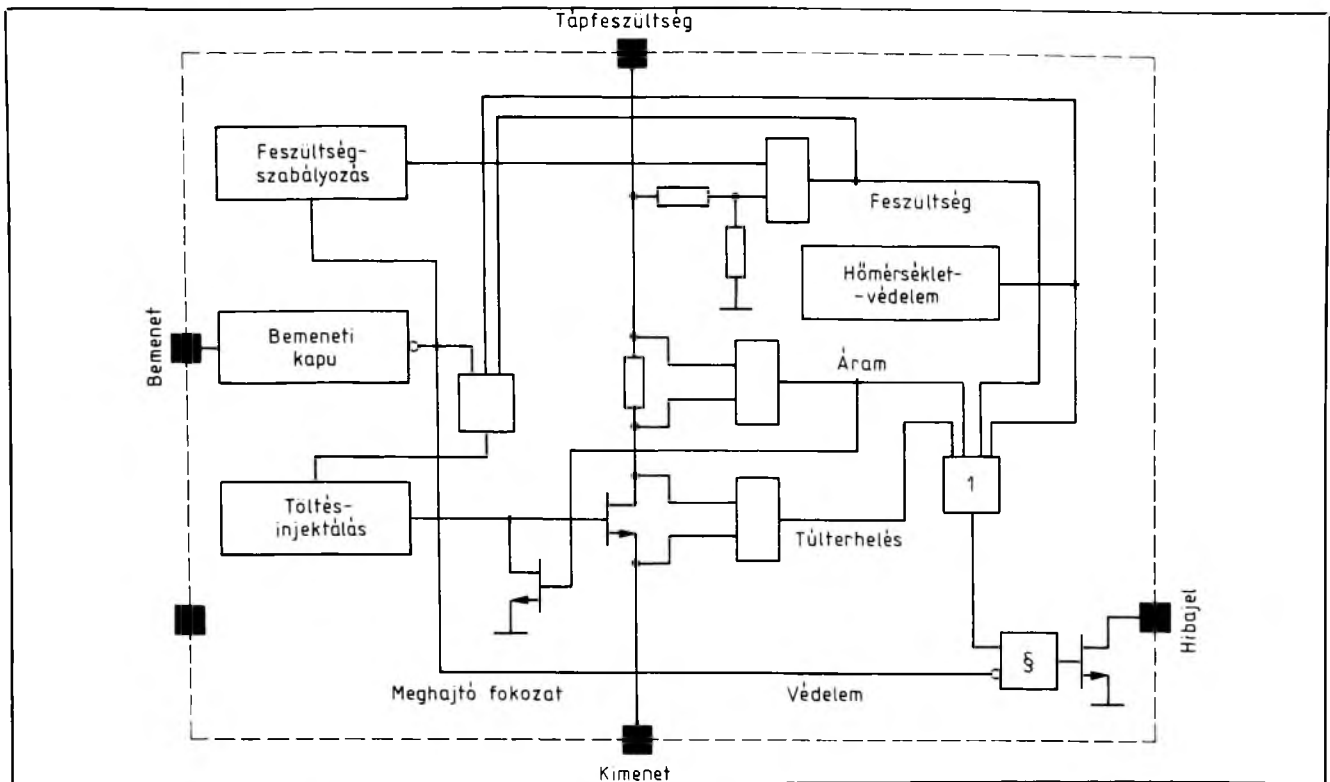 Tápfeszültség
Feszültség-
szabályozás
Feszültség
Hőmérséklet-
-védelem
Bemenet
Bemeneti
kapu
Áram
Töltés-
injektálás
Túlterhelés
1
Hibajel
§
Meghajtó fokozat
Védelem
Kimenet